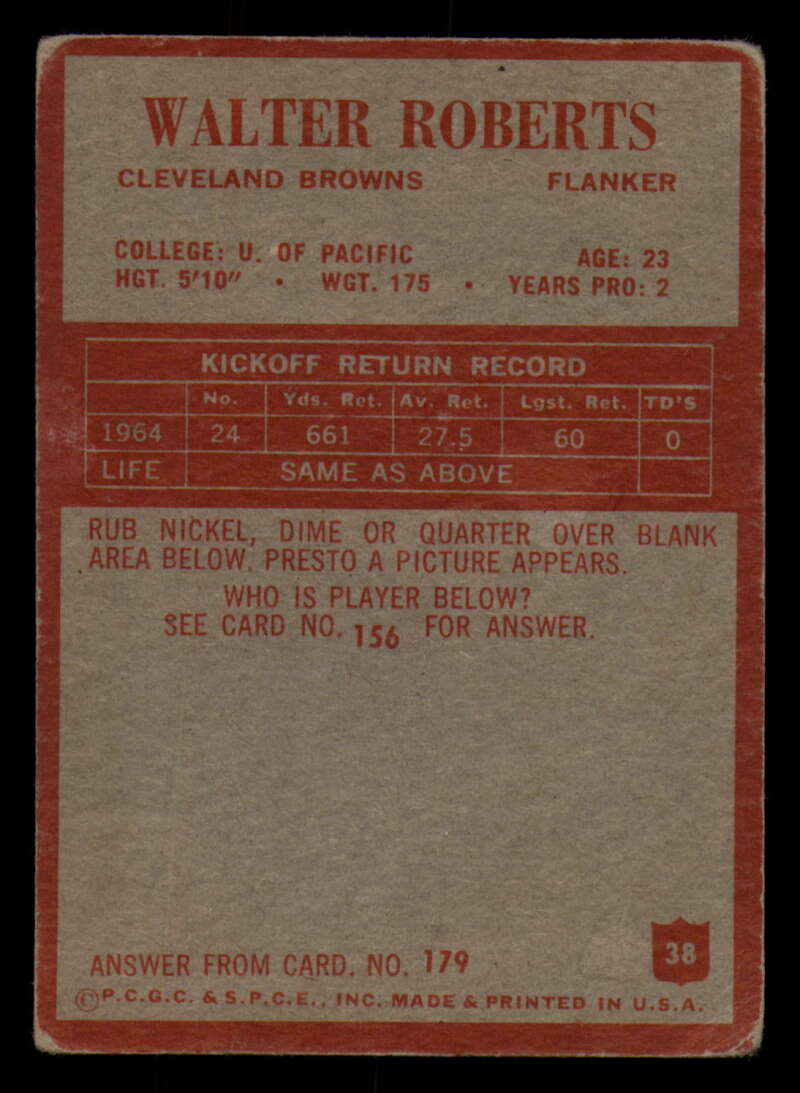 WALTER ROBERTS
CLEVELAND BROWNS FLANKER
COLLEGE: U. OF PACIFIC AGE: 23
HGT. 5'10" • WGT. 175 • YEARS PRO: 2
KICKOFF RETURN RECORD
No. Yds. Ret. Av. Ret. Lgst. Ret. TD'S
1964 24 661 27.5 60 0
LIFE SAME AS ABOVE
RUB NICKEL, DIME OR QUARTER OVER BLANK
AREA BELOW. PRESTO A PICTURE APPEARS.
WHO IS PLAYER BELOW?
SEE CARD NO. 156 FOR ANSWER.
38
ANSWER FROM CARD. NO. 179
©P.C.G.C. & S.P.C.E., INC. MADE & PRINTED IN U.S.A.